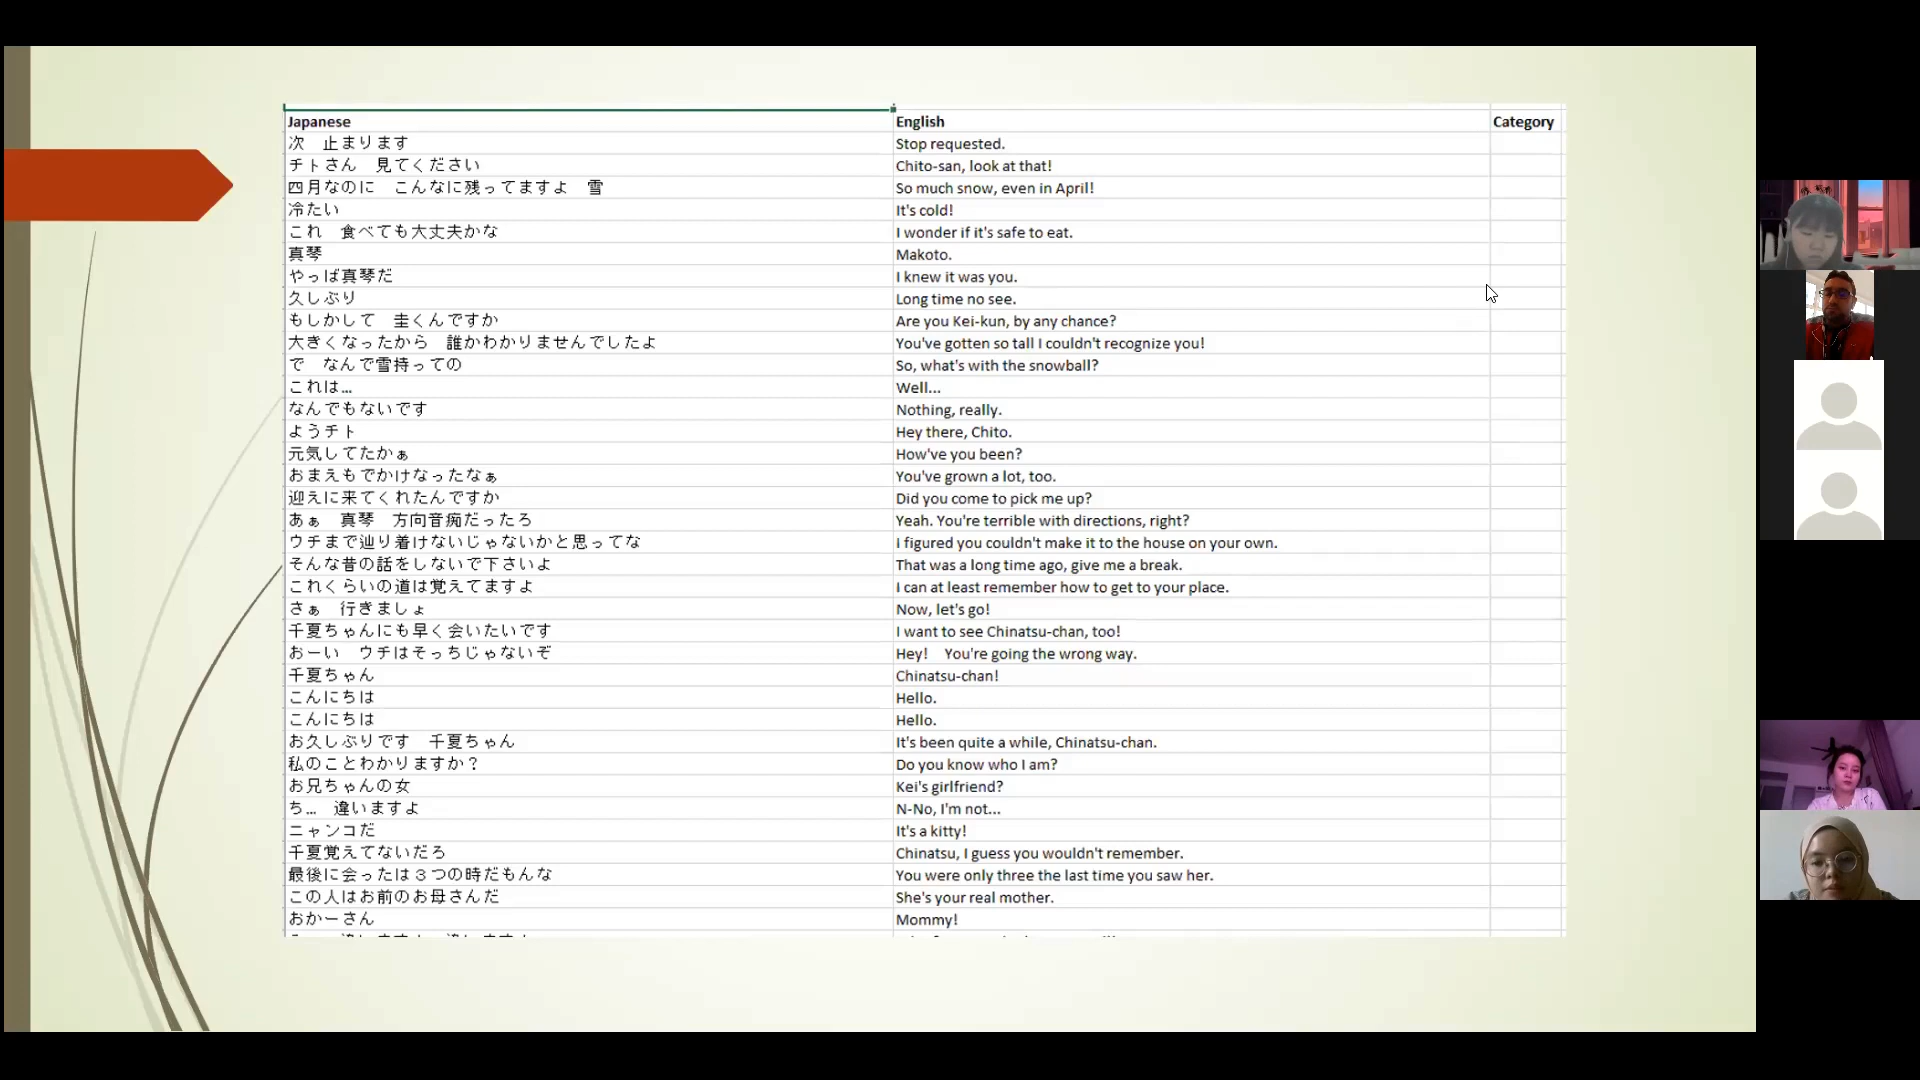 Japanese English Category
次　止まります Stop requested.
チトさん　見てください Chito-san, look at that!
四月なのに　こんなに残ってますよ　雪 So much snow, even in April!
冷たい It's cold!
これ　食べても大丈夫かな I wonder if it's safe to eat.
真琴 Makoto.
やっぱ真琴だ I knew it was you.
久しぶり Long time no see.
もしかして　圭くんですか Are you Kei-kun, by any chance?
大きくなったから　誰かわかりませんでしたよ You've gotten so tall I couldn't recognize you!
で　なんで雪持っての So, what's with the snowball?
これは… Well...
なんでもないです Nothing, really.
ようチト Hey there, Chito.
元気してたかぁ How've you been?
おまえもでかけなったなぁ You've grown a lot, too.
迎えに来てくれたんですか Did you come to pick me up?
あぁ　真琴　方向音痴だったろ Yeah. You're terrible with directions, right?
ウチまで辿り着けないじゃないかと思ってな I figured you couldn't make it to the house on your own.
そんな昔の話をしないで下さいよ That was a long time ago, give me a break.
これくらいの道は覚えてますよ I can at least remember how to get to your place.
さぁ　行きましょ Now, let's go!
千夏ちゃんにも早く会いたいです I want to see Chinatsu-chan, too!
おーい　ウチはそっちじゃないぞ Hey!　You're going the wrong way.
千夏ちゃん Chinatsu-chan!
こんにちは Hello.
こんにちは Hello.
お久しぶりです　千夏ちゃん It's been quite a while, Chinatsu-chan.
私のことわかりますか？ Do you know who I am?
お兄ちゃんの女 Kei's girlfriend?
ち…　違いますよ N-No, I'm not...
ニャンコだ It's a kitty!
千夏覚えてないだろ Chinatsu, I guess you wouldn't remember.
最後に会ったは３つの時だもんな You were only three the last time you saw her.
この人はお前のお母さんだ She's your real mother.
おかーさん Mommy!